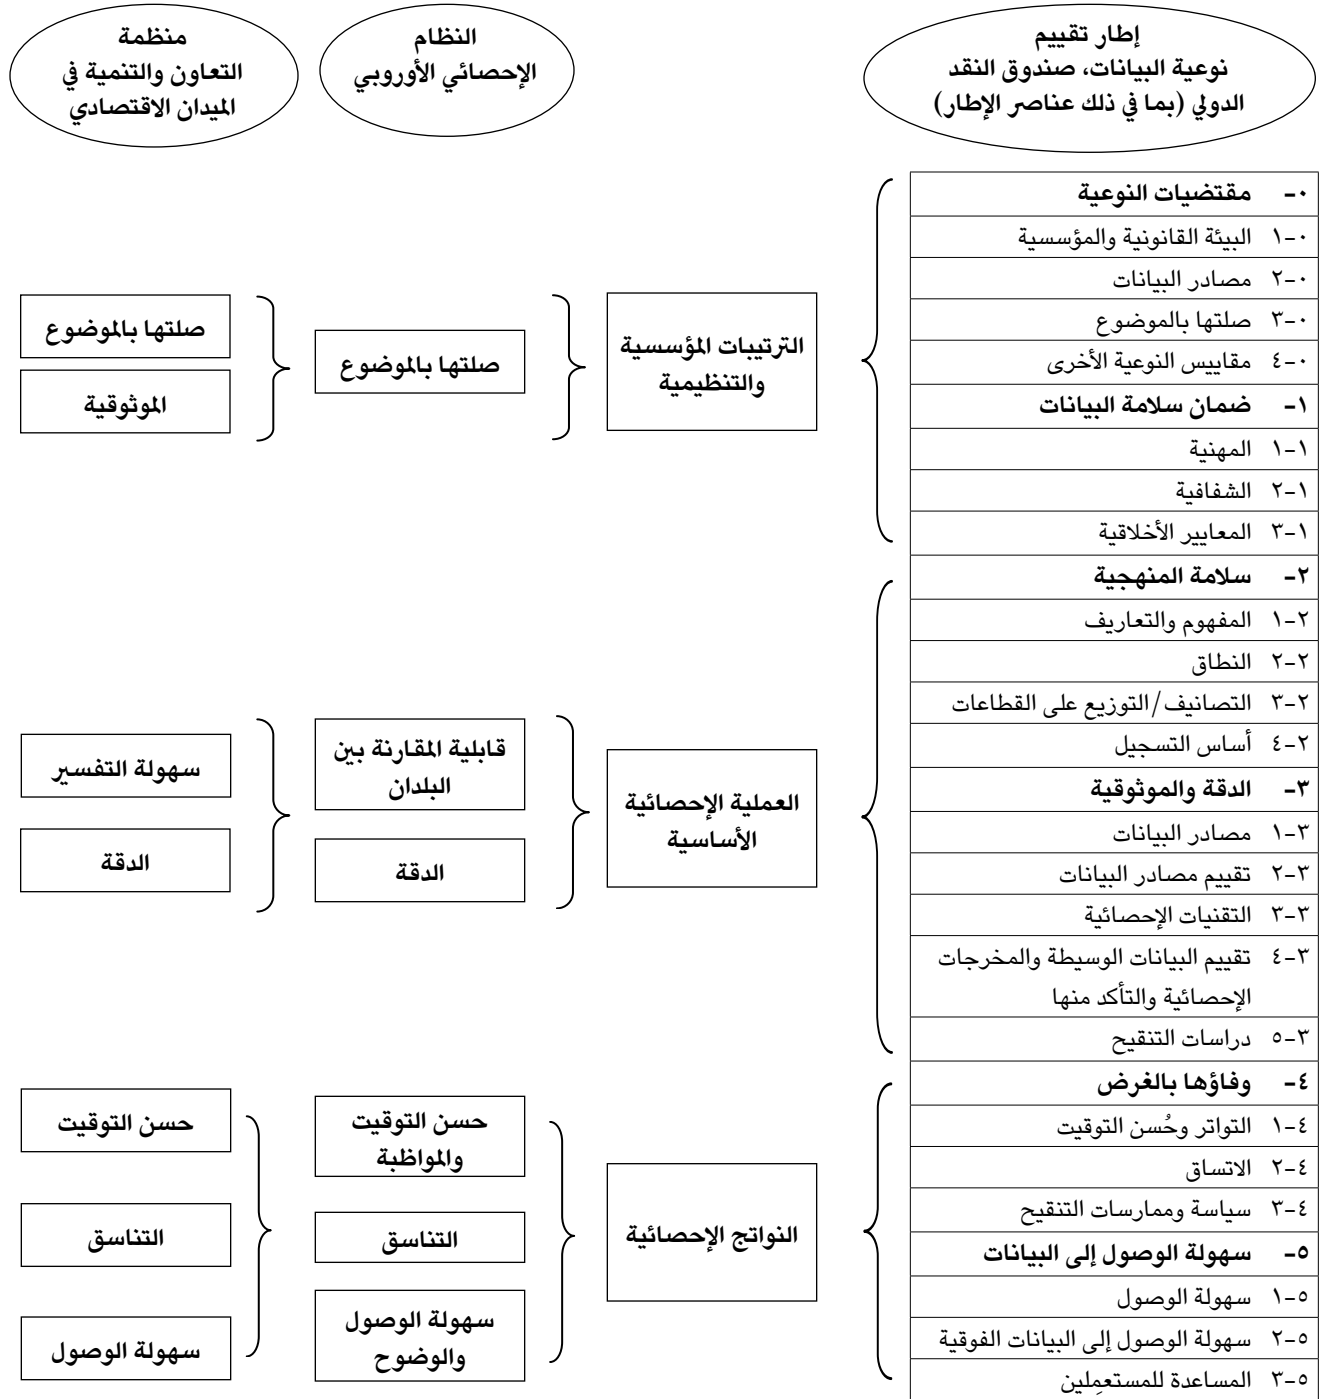 إطار تقييم
نوعية البيانات، صندوق النقد
الدولي (بما في ذلك عناصر الإطار)
النظام
الإحصائي الأوروبي
منظمة
التعاون والتنمية في
الميدان الاقتصادي
٠- مقتضيات النوعية
٠-١ البيئة القانونية والمؤسسية
٠-٢ مصادر البيانات
٠-٣ صلتها بالموضوع
٠-٤ مقاييس النوعية الأخرى
١- ضمان سلامة البيانات
١-١ المهنية
١-٢ الشفافية
١-٣ المعايير الأخلاقية
الترتيبات المؤسسية
والتنظيمية
صلتها بالموضوع
صلتها بالموضوع
الموثوقية
٢- سلامة المنهجية
٢-١ المفهوم والتعاريف
٢-٢ النطاق
٢-٣ التصانيف/التوزيع على القطاعات
٢-٤ أساس التسجيل
٣- الدقة والموثوقية
٣-١ مصادر البيانات
٣-٢ تقييم مصادر البيانات
٣-٣ التقنيات الإحصائية
٣-٤ تقييم البيانات الوسيطة والمخرجات
الإحصائية والتأكد منها
٣-٥ دراسات التنقيح
العملية الإحصائية
الأساسية
قابلية المقارنة بين
البلدان
الدقة
سهولة التفسير
الدقة
٤- وفاؤها بالغرض
٤-١ التواتر وحُسن التوقيت
٤-٢ الاتساق
٤-٣ سياسة وممارسات التنقيح
٥- سهولة الوصول إلى البيانات
٥-١ سهولة الوصول
٥-٢ سهولة الوصول إلى البيانات الفوقية
٥-٣ المساعدة للمستعمِلين
النواتج الإحصائية
حسن التوقيت
والمواظبة
التناسق
سهولة الوصول
والوضوح
حسن التوقيت
التناسق
سهولة الوصول